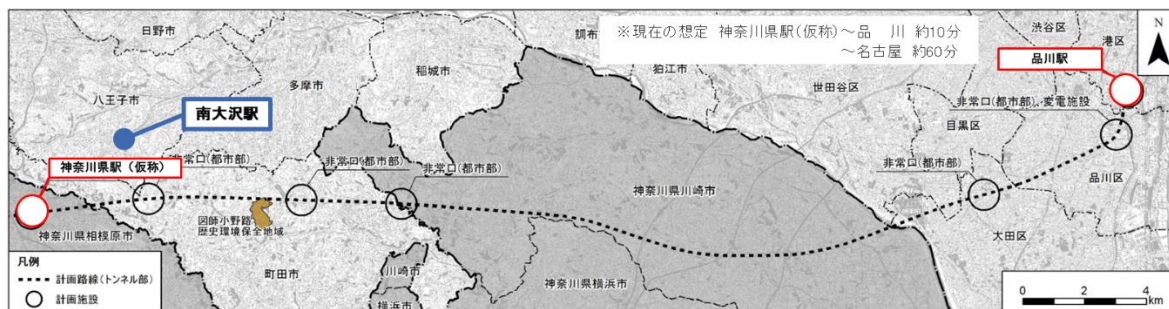 ※現在の想定 神奈川県駅(仮称)～品 川 約10分
～名古屋 約60分
N
日野市
八王子市
多摩市
稲城市
調布
狛江市
世田谷区
渋谷区
港区
目黒区
品川区
大田区
品川駅
南大沢駅
神奈川県駅(仮称)
非常口(都市部)
非常口(都市部)
非常口(都市部)
非常口(都市部)
非常口(都市部)、変電施設
図師小野路
歴史環境保全地域
神奈川県相模原市
町田市
川崎市
横浜市
神奈川県横浜市
神奈川県川崎市
凡例
計画路線(トンネル部)
計画施設
0 2 4
km